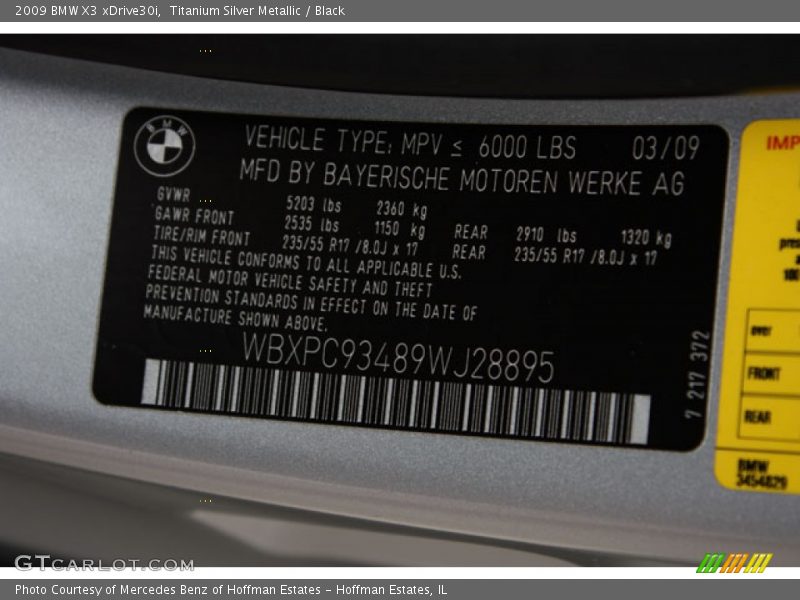 2009 BMW X3 xDrive30i, Titanium Silver Metallic / Black
BMW
VEHICLE TYPE: MPV ≤ 6000 LBS 03/09
MFD BY BAYERISCHE MOTOREN WERKE AG
GVWR 5203 lbs 2360 kg
GAWR FRONT 2535 lbs 1150 kg REAR 2910 lbs 1320 kg
TIRE/RIM FRONT 235/55 R17 /8.0J x 17 REAR 235/55 R17 /8.0J x 17
THIS VEHICLE CONFORMS TO ALL APPLICABLE U.S.
FEDERAL MOTOR VEHICLE SAFETY AND THEFT
PREVENTION STANDARDS IN EFFECT ON THE DATE OF
MANUFACTURE SHOWN ABOVE.
WBXPC93489WJ28895
7 217 372
IMP
over
FRONT
REAR
BMW
3454829
GTCARLOT.COM
Photo Courtesy of Mercedes Benz of Hoffman Estates - Hoffman Estates, IL